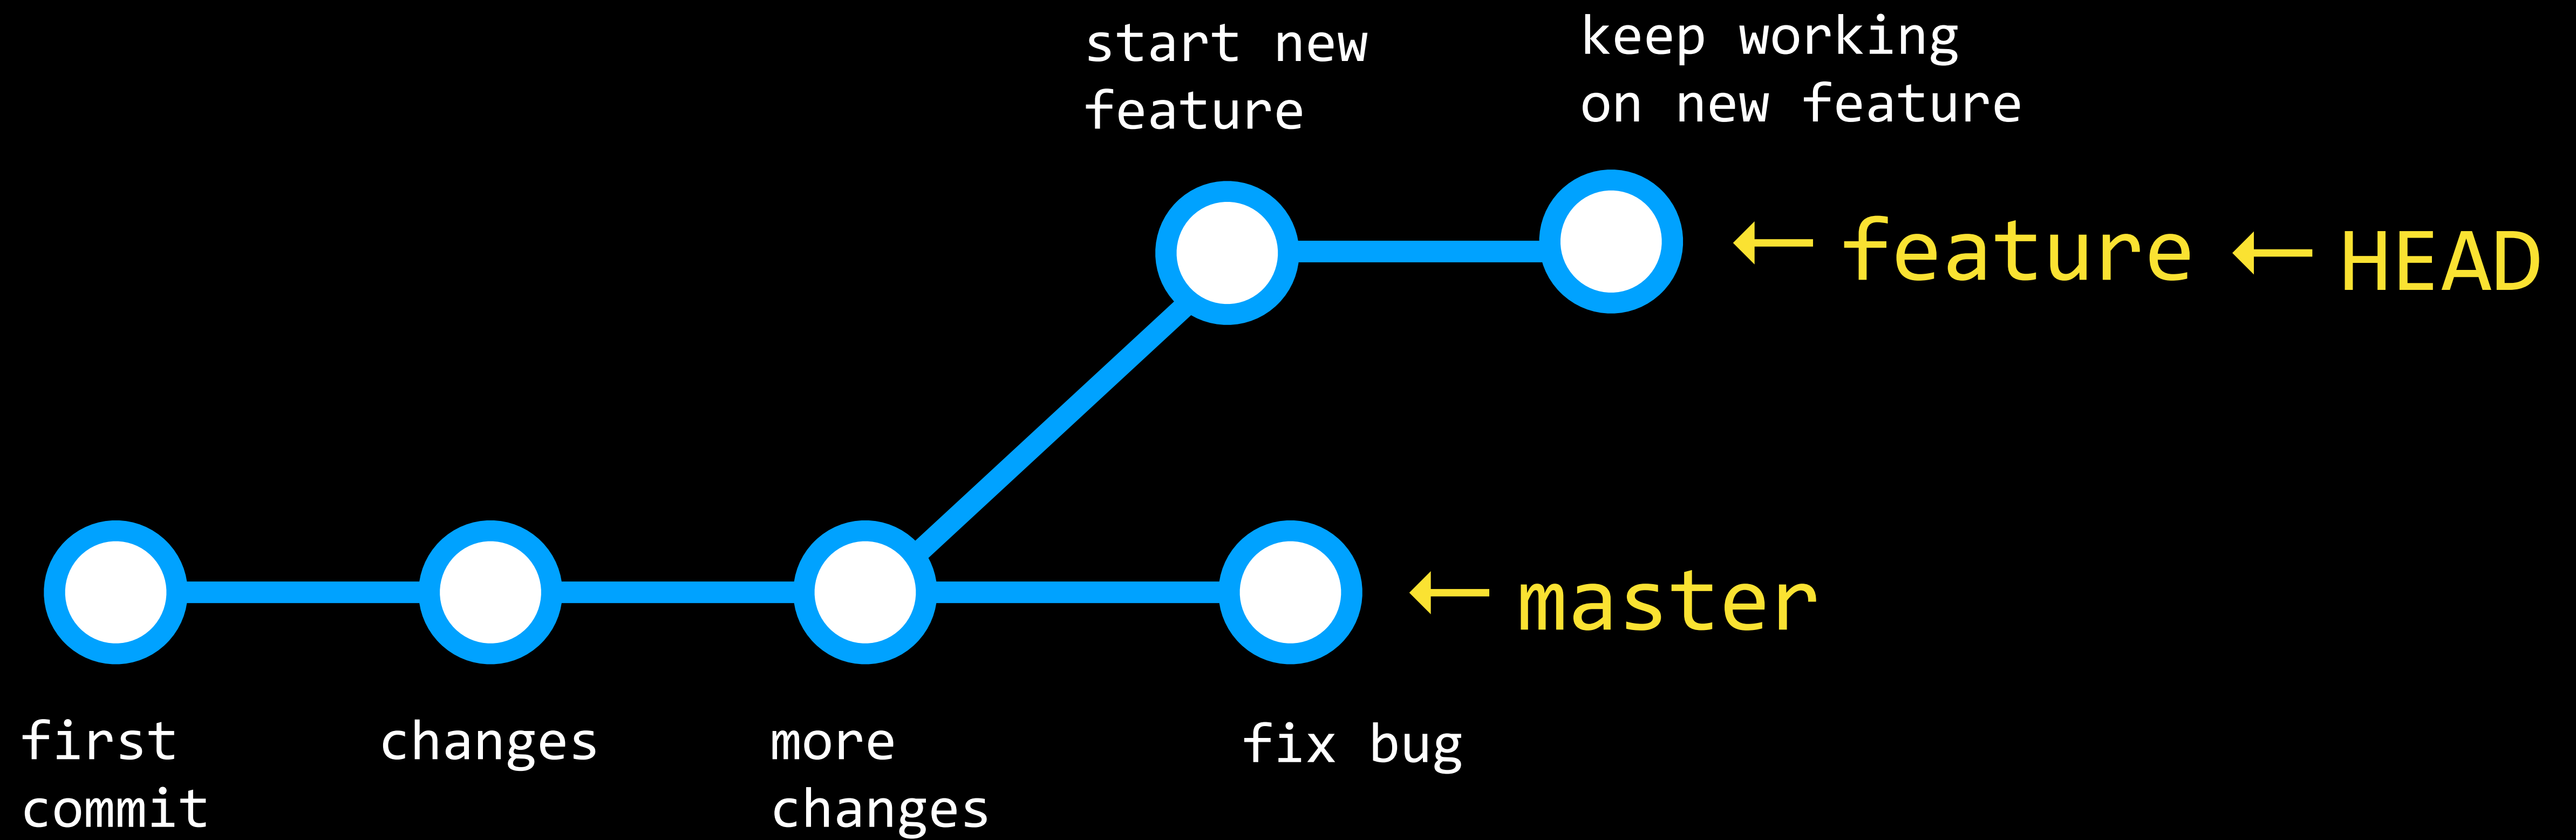 start new
feature
keep working
on new feature
feature
HEAD
master
first
commit
changes
more
changes
fix bug